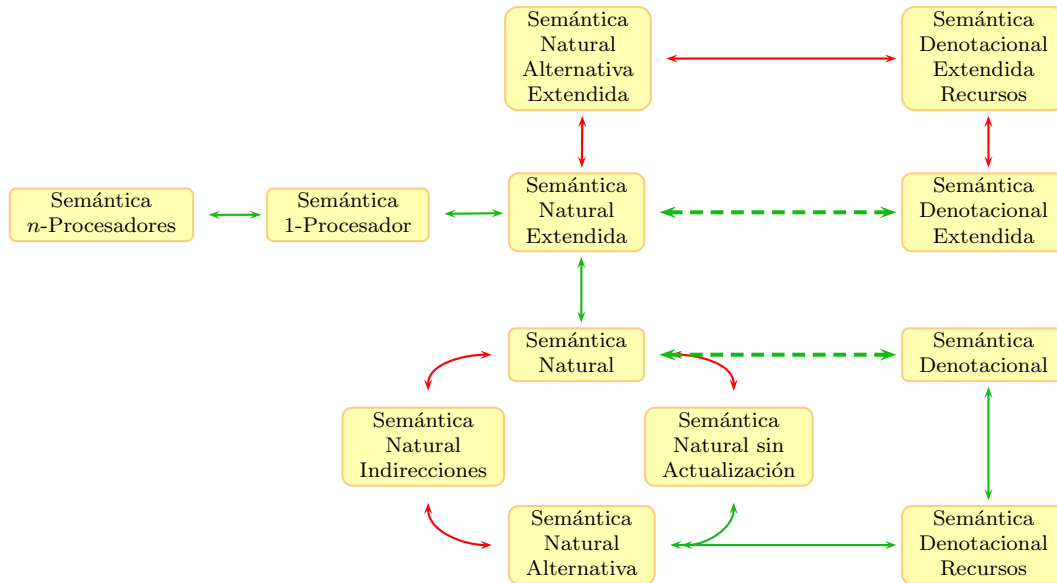 Semántica
Natural
Alternativa
Extendida
Semántica
Denotacional
Extendida
Recursos
Semántica
n-Procesadores
Semántica
1-Procesador
Semántica
Natural
Extendida
Semántica
Denotacional
Extendida
Semántica
Natural
Semántica
Denotacional
Semántica
Natural
Indirecciones
Semántica
Natural sin
Actualización
Semántica
Natural
Alternativa
Semántica
Denotacional
Recursos